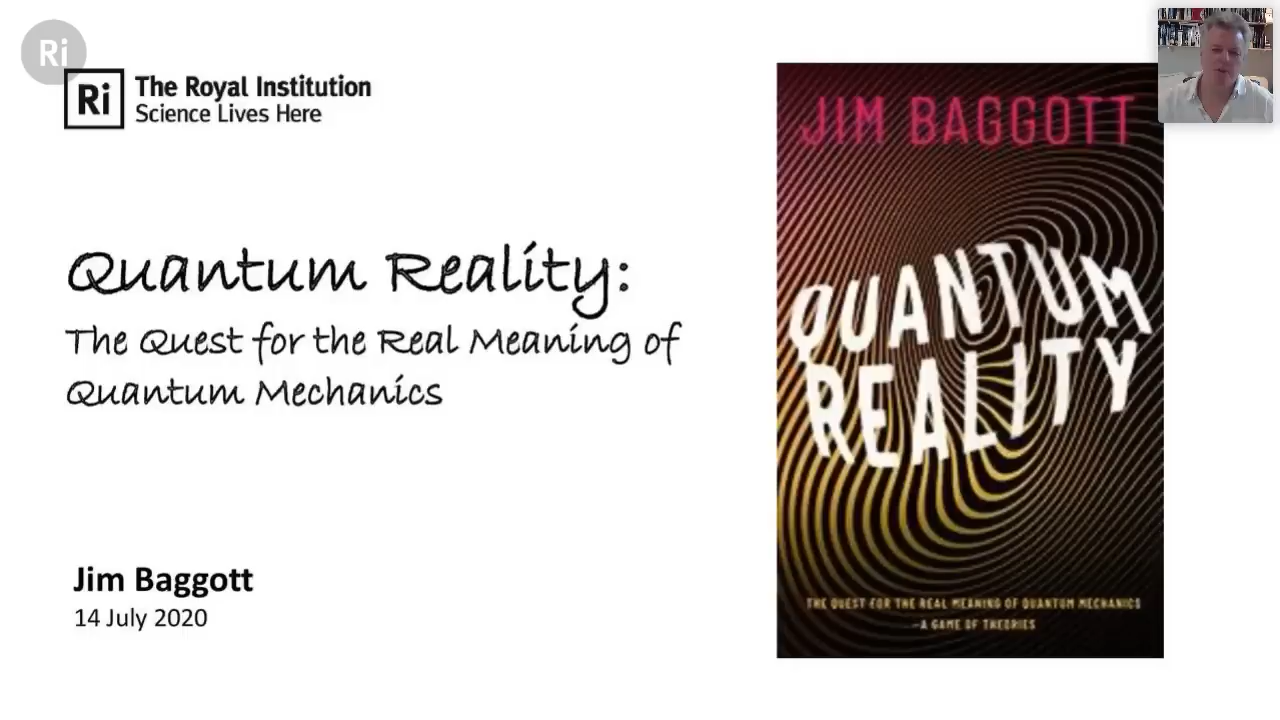 Ri
Ri
The Royal Institution
Science Lives Here
Quantum Reality:
The Quest for the Real Meaning of
Quantum Mechanics
Jim Baggott
14 July 2020
JIM BAGGOTT
QUANTUM
REALITY
THE QUEST FOR THE REAL MEANING OF QUANTUM MECHANICS
—A GAME OF THEORIES